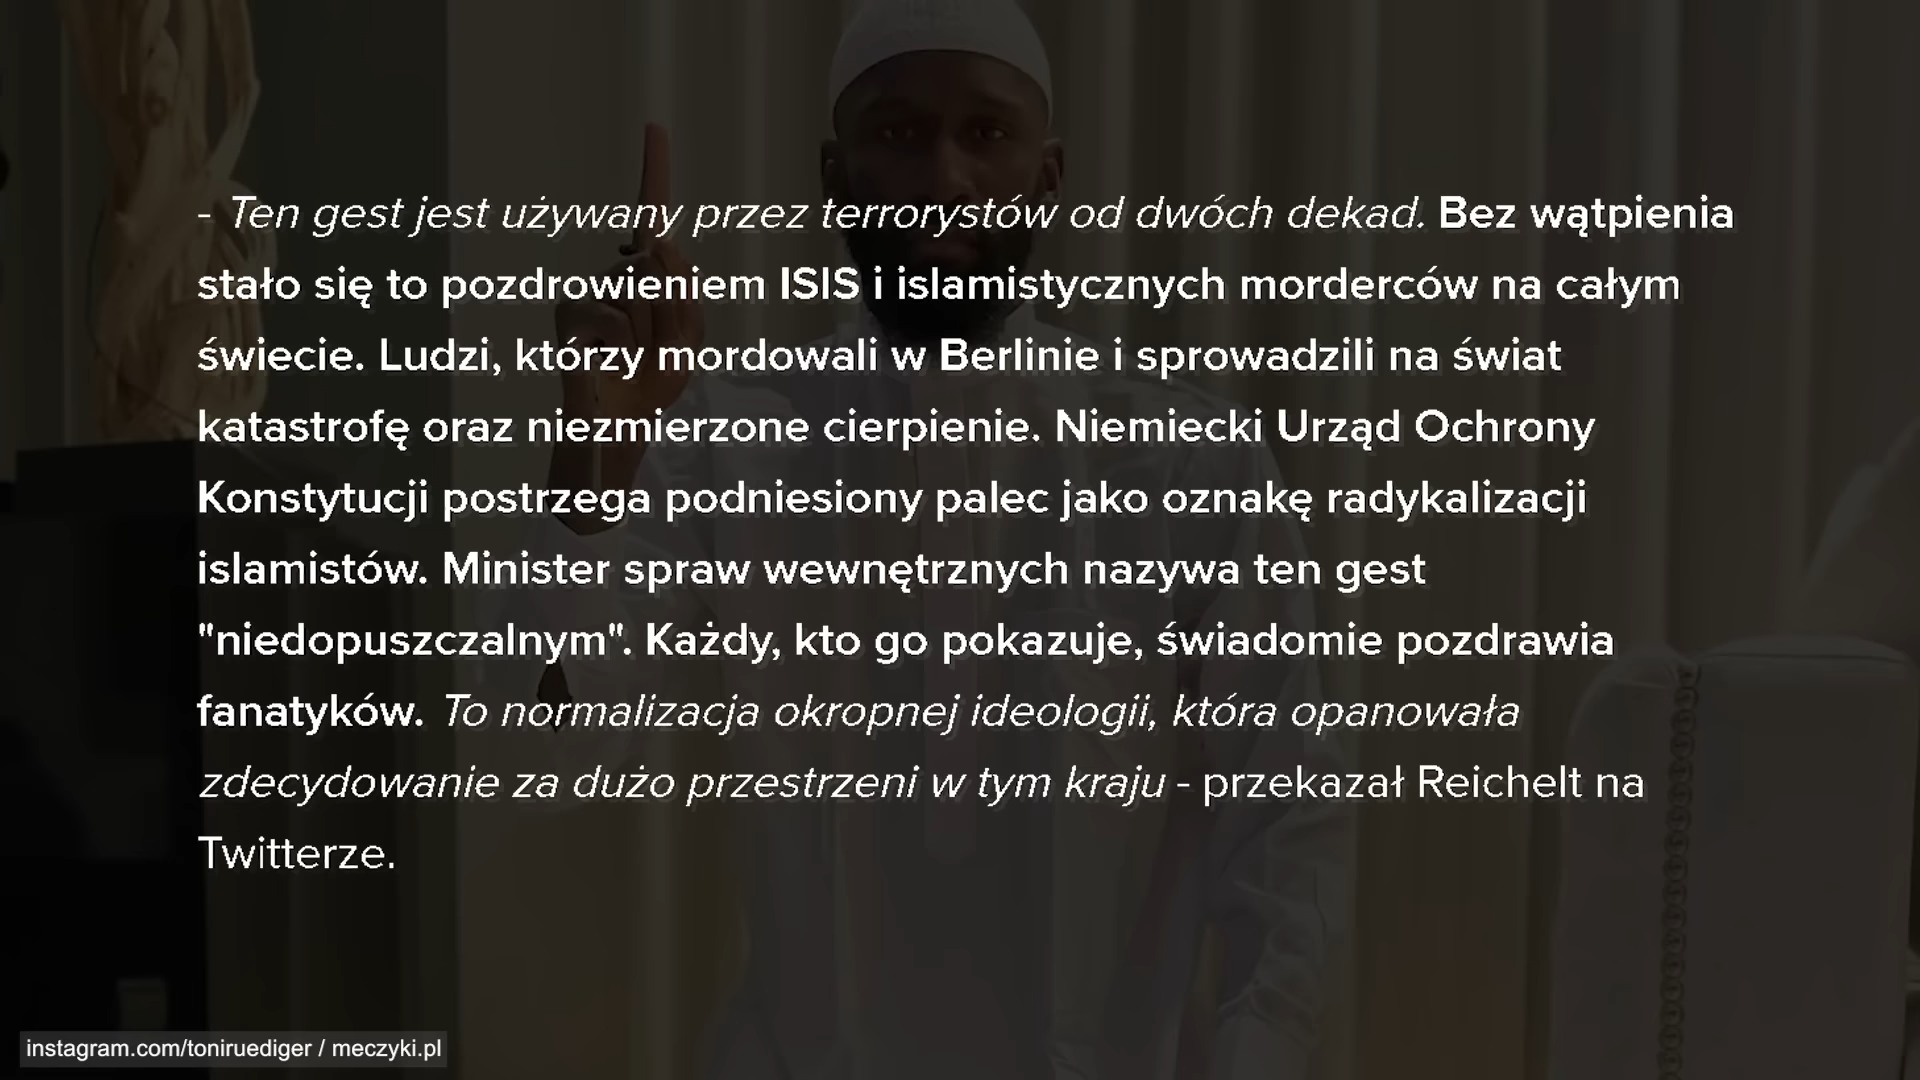 - Ten gest jest używany przez terrorystów od dwóch dekad. Bez wątpienia
stało się to pozdrowieniem ISIS i islamistycznych morderców na całym
świecie. Ludzi, którzy mordowali w Berlinie i sprowadzili na świat
katastrofę oraz niezmierzone cierpienie. Niemiecki Urząd Ochrony
Konstytucji postrzega podniesiony palec jako oznakę radykalizacji
islamistów. Minister spraw wewnętrznych nazywa ten gest
"niedopuszczalnym". Każdy, kto go pokazuje, świadomie pozdrawia
fanatyków. To normalizacja okropnej ideologii, która opanowała
zdecydowanie za dużo przestrzeni w tym kraju - przekazał Reichelt na
Twitterze.
instagram.com/toniruediger / meczyki.pl